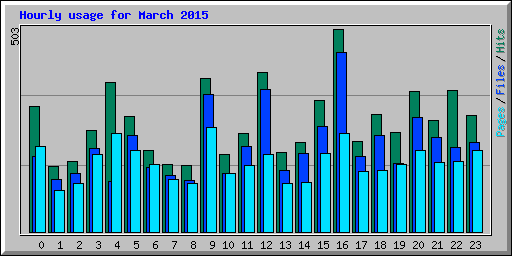 Hourly usage for March 2015
503
Pages/Files/Hits
0 1 2 3 4 5 6 7 8 9 10 11 12 13 14 15 16 17 18 19 20 21 22 23